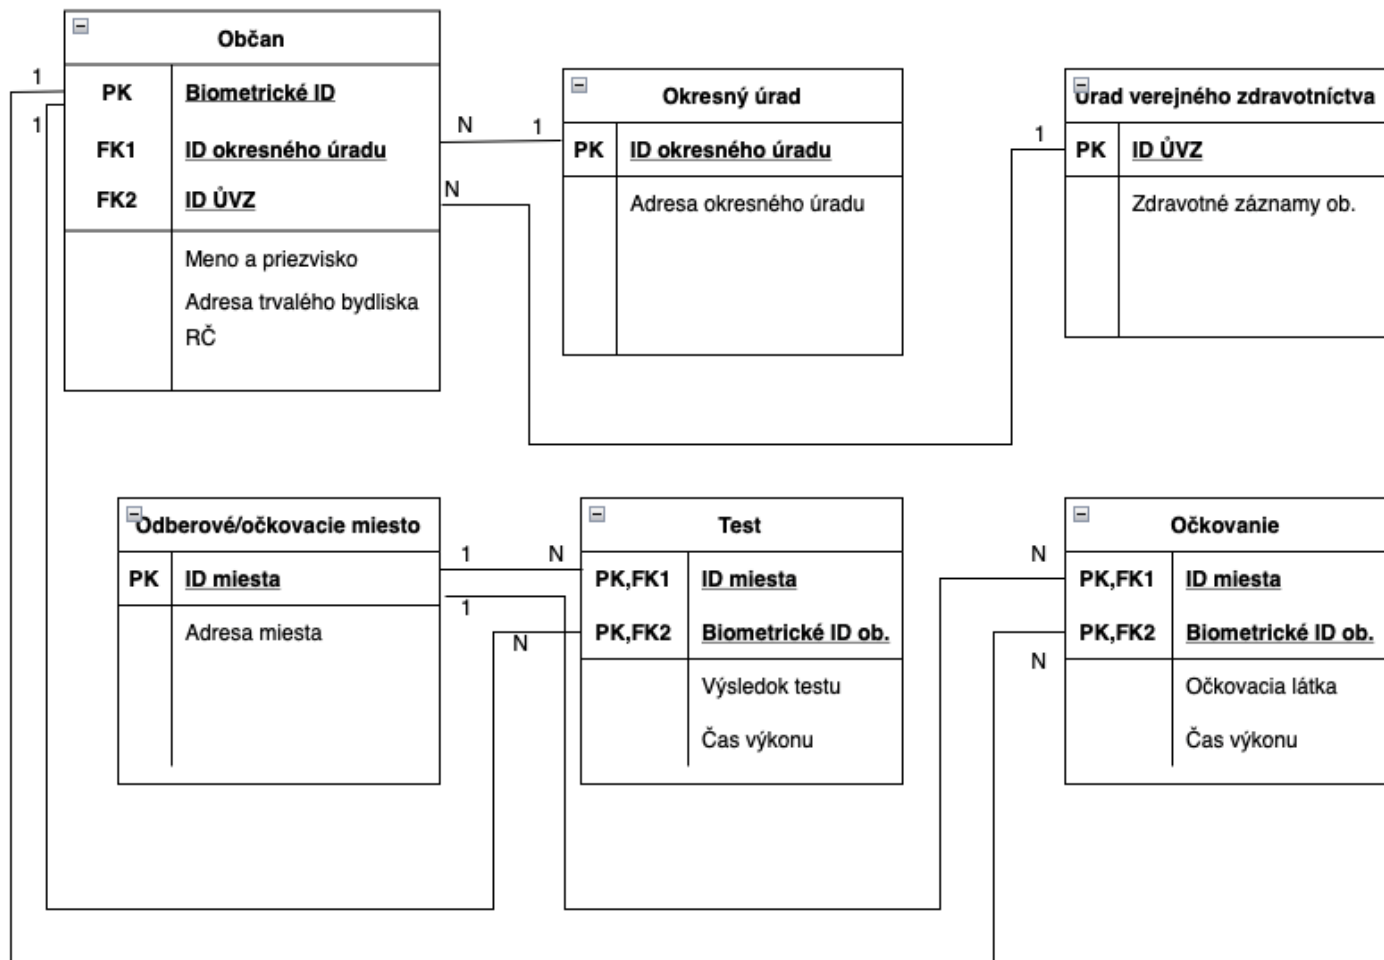 Občan
PK Biometrické ID
FK1 ID okresného úradu
FK2 ID ŮVZ
Meno a priezvisko
Adresa trvalého bydliska
RČ
1
1
N
1
N
Okresný úrad
PK ID okresného úradu
Adresa okresného úradu
1
Úrad verejného zdravotníctva
PK ID ŮVZ
Zdravotné záznamy ob.
Odberové/očkovacie miesto
PK ID miesta
Adresa miesta
1
N
1
N
Test
PK,FK1 ID miesta
PK,FK2 Biometrické ID ob.
Výsledok testu
Čas výkonu
N
N
Očkovanie
PK,FK1 ID miesta
PK,FK2 Biometrické ID ob.
Očkovacia látka
Čas výkonu